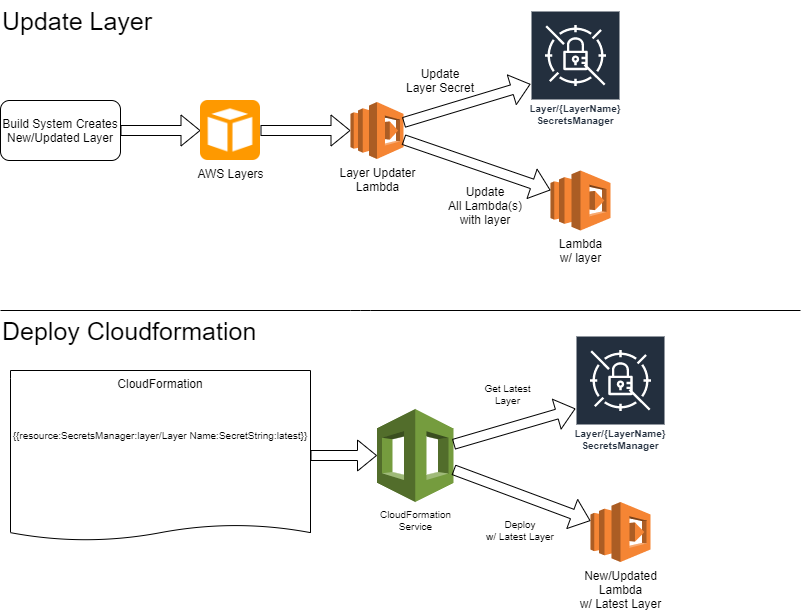 Update Layer
Build System Creates
New/Updated Layer
AWS Layers
Layer Updater
Lambda
Update
Layer Secret
Layer/{LayerName}
SecretsManager
Update
All Lambda(s)
with layer
Lambda
w/ layer
Deploy Cloudformation
CloudFormation
{{resource:SecretsManager:layer/Layer Name:SecretString:latest}}
CloudFormation
Service
Get Latest
Layer
Layer/{LayerName}
SecretsManager
Deploy
w/ Latest Layer
New/Updated
Lambda
w/ Latest Layer